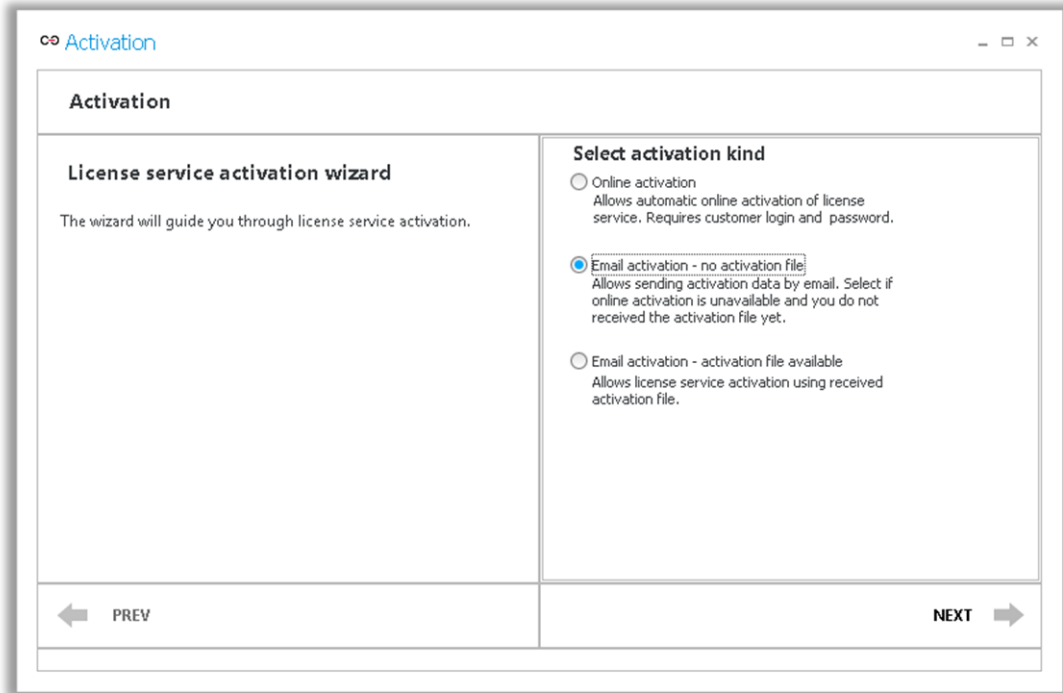 Activation
Activation
License service activation wizard
The wizard will guide you through license service activation.
Select activation kind
Online activation
Allows automatic online activation of license
service. Requires customer login and password.
Email activation - no activation file
Allows sending activation data by email. Select if
online activation is unavailable and you do not
received the activation file yet.
Email activation - activation file available
Allows license service activation using received
activation file.
PREV
NEXT